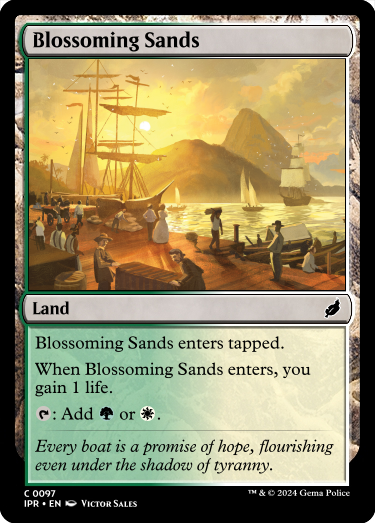 Blossoming Sands
Land
Blossoming Sands enters tapped.
When Blossoming Sands enters, you
gain 1 life.
: Add or .
Every boat is a promise of hope, flourishing
even under the shadow of tyranny.
C 0097
IPR • EN Victor Sales
™ & © 2024 Gema Police